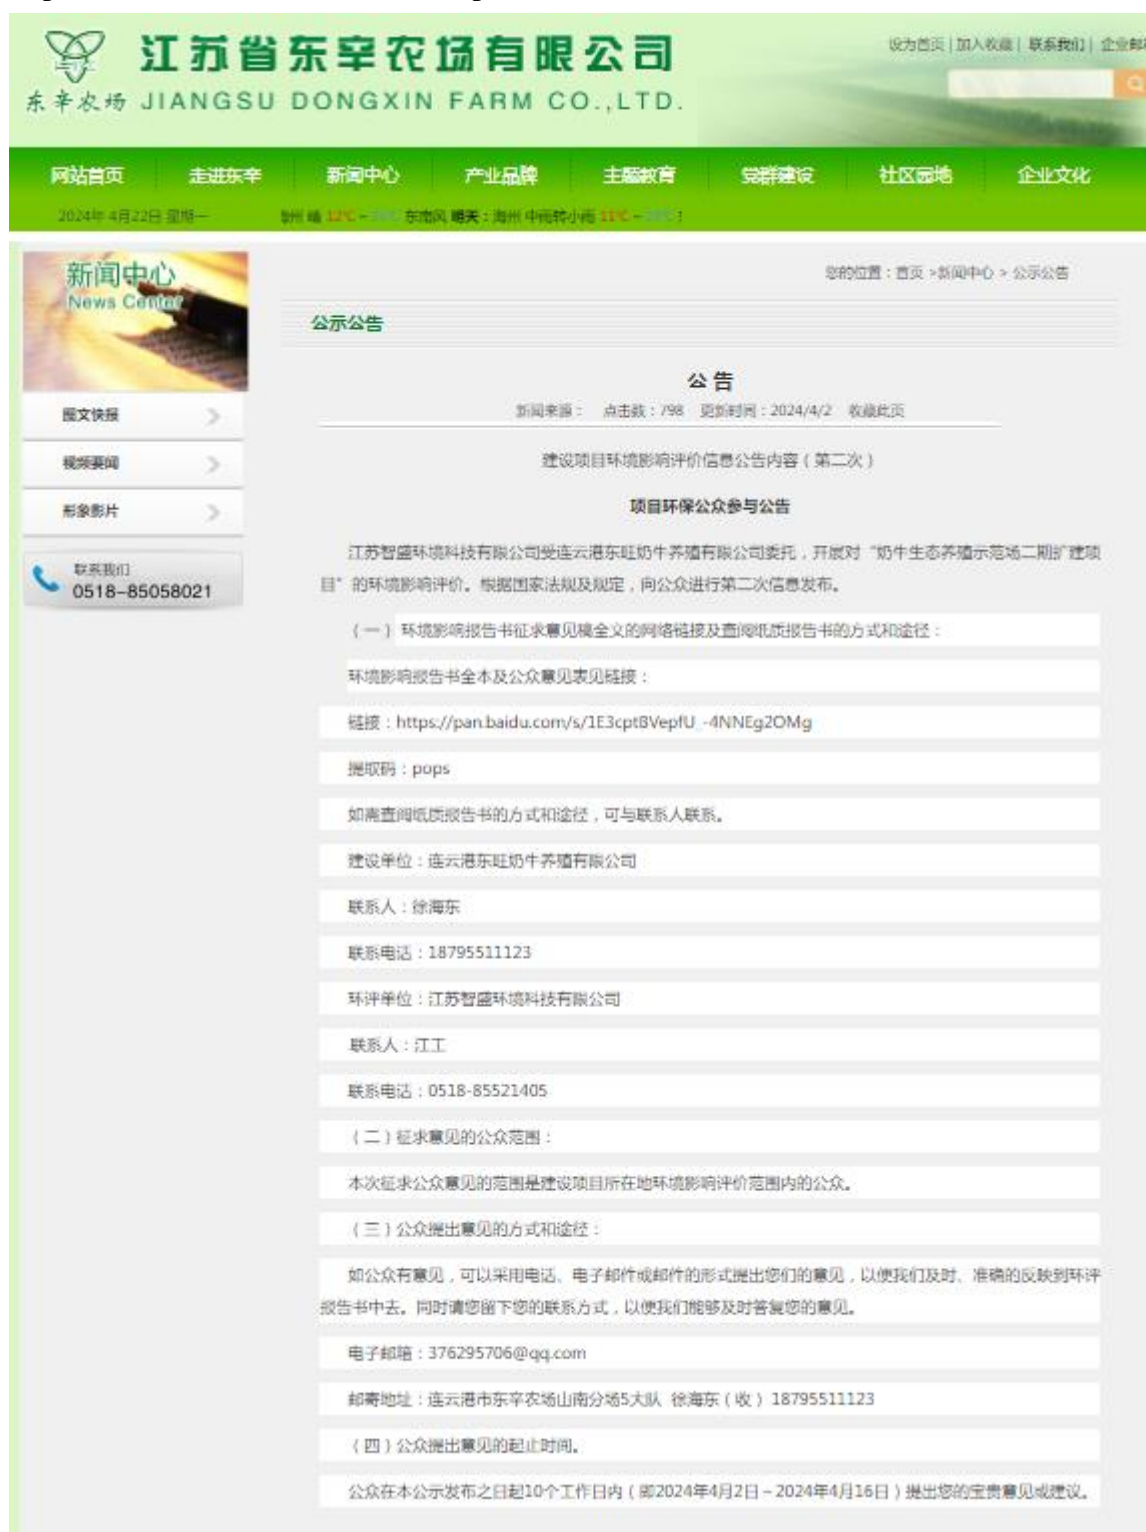 江苏省东辛农场有限公司
东辛农场 JIANGSU DONGXIN FARM CO.,LTD.
设为首页 | 加入收藏 | 联系我们 | 企业邮
网站首页 走进东辛 新闻中心 产业品牌 主题教育 党群建设 社区园地 企业文化
2024年 4月22日 星期一 州 晴 12℃ ~ 东南风 明天：海州 中雨转小雨 11℃ ~
新闻中心
News Center
您的位置：首页 >新闻中心 > 公示公告
公示公告
公 告
新闻来源： 点击数：798 更新时间：2024/4/2 收藏此页
图文快报
视频要闻
形象影片
联系我们
0518-85058021
建设项目环境影响评价信息公告内容（第二次）
项目环保公众参与公告
江苏智盛环境科技有限公司受连云港东旺奶牛养殖有限公司委托，开展对“奶牛生态养殖示范场二期扩建项
目”的环境影响评价。根据国家法规及规定，向公众进行第二次信息发布。
（一）环境影响报告书征求意见稿全文的网络链接及查阅纸质报告书的方式和途径：
环境影响报告书全本及公众意见表见链接：
链接：https://pan.baidu.com/s/1E3cptBVepfU_-4NNEg2OMg
提取码：pops
如需查阅纸质报告书的方式和途径，可与联系人联系。
建设单位：连云港东旺奶牛养殖有限公司
联系人：徐海东
联系电话：18795511123
环评单位：江苏智盛环境科技有限公司
联系人：江工
联系电话：0518-85521405
（二）征求意见的公众范围：
本次征求公众意见的范围是建设项目所在地环境影响评价范围内的公众。
（三）公众提出意见的方式和途径：
如公众有意见，可以采用电话、电子邮件或邮件的形式提出您们的意见，以便我们及时、准确的反映到环评
报告书中去。同时请您留下您的联系方式，以便我们能够及时答复您的意见。
电子邮箱：376295706@qq.com
邮寄地址：连云港市东辛农场山南分场5大队 徐海东（收）18795511123
（四）公众提出意见的起止时间。
公众在本公示发布之日起10个工作日内（即2024年4月2日－2024年4月16日）提出您的宝贵意见或建议。